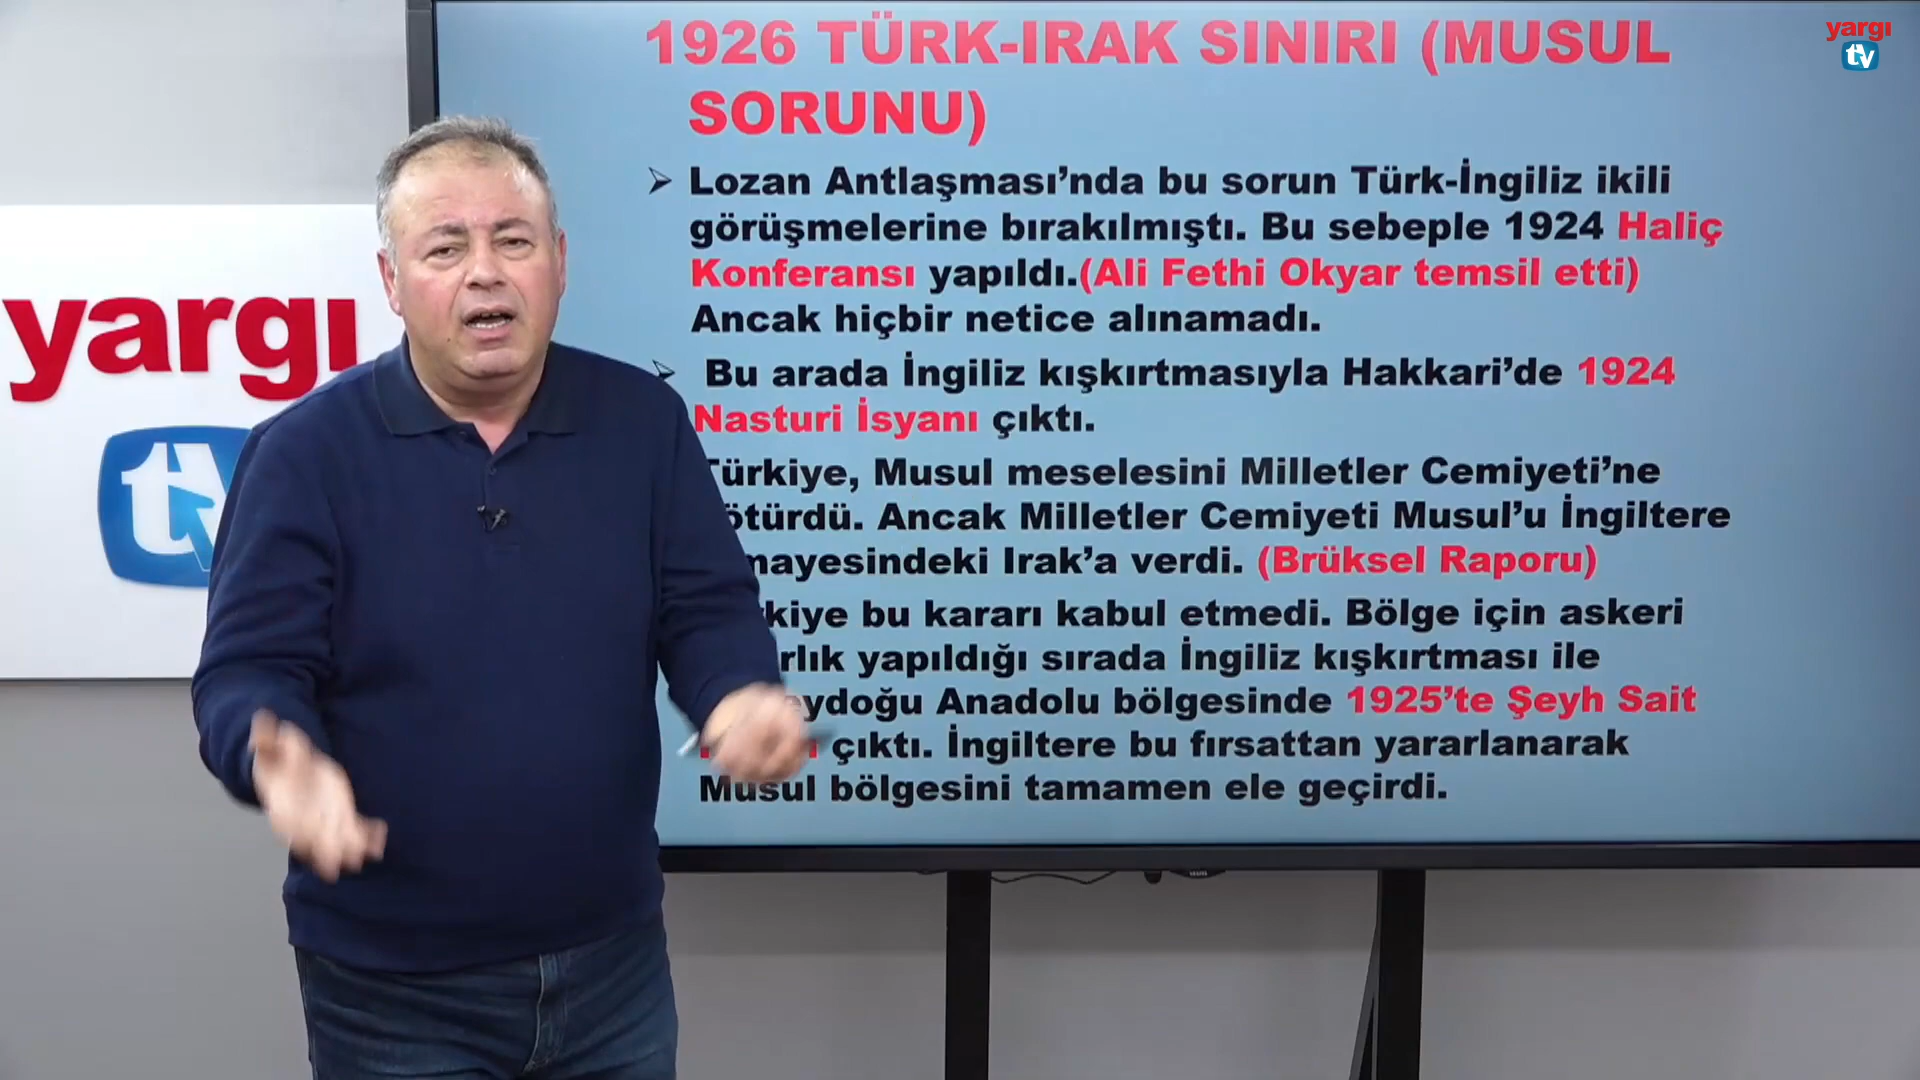 1926 TÜRK-IRAK SINIRI (MUSUL
SORUNU)
Lozan Antlaşması’nda bu sorun Türk-İngiliz ikili
görüşmelerine bırakılmıştı. Bu sebeple 1924 Haliç
Konferansı yapıldı.(Ali Fethi Okyar temsil etti)
Ancak hiçbir netice alınamadı.
Bu arada İngiliz kışkırtmasıyla Hakkari’de 1924
Nasturi İsyanı çıktı.
Türkiye, Musul meselesini Milletler Cemiyeti’ne
ötürdü. Ancak Milletler Cemiyeti Musul’u İngiltere
mayesindeki Irak’a verdi. (Brüksel Raporu)
kiye bu kararı kabul etmedi. Bölge için askeri
rlık yapıldığı sırada İngiliz kışkırtması ile
eydoğu Anadolu bölgesinde 1925’te Şeyh Sait
çıktı. İngiltere bu fırsattan yararlanarak
Musul bölgesini tamamen ele geçirdi.
yargı
tv
yargı
tv